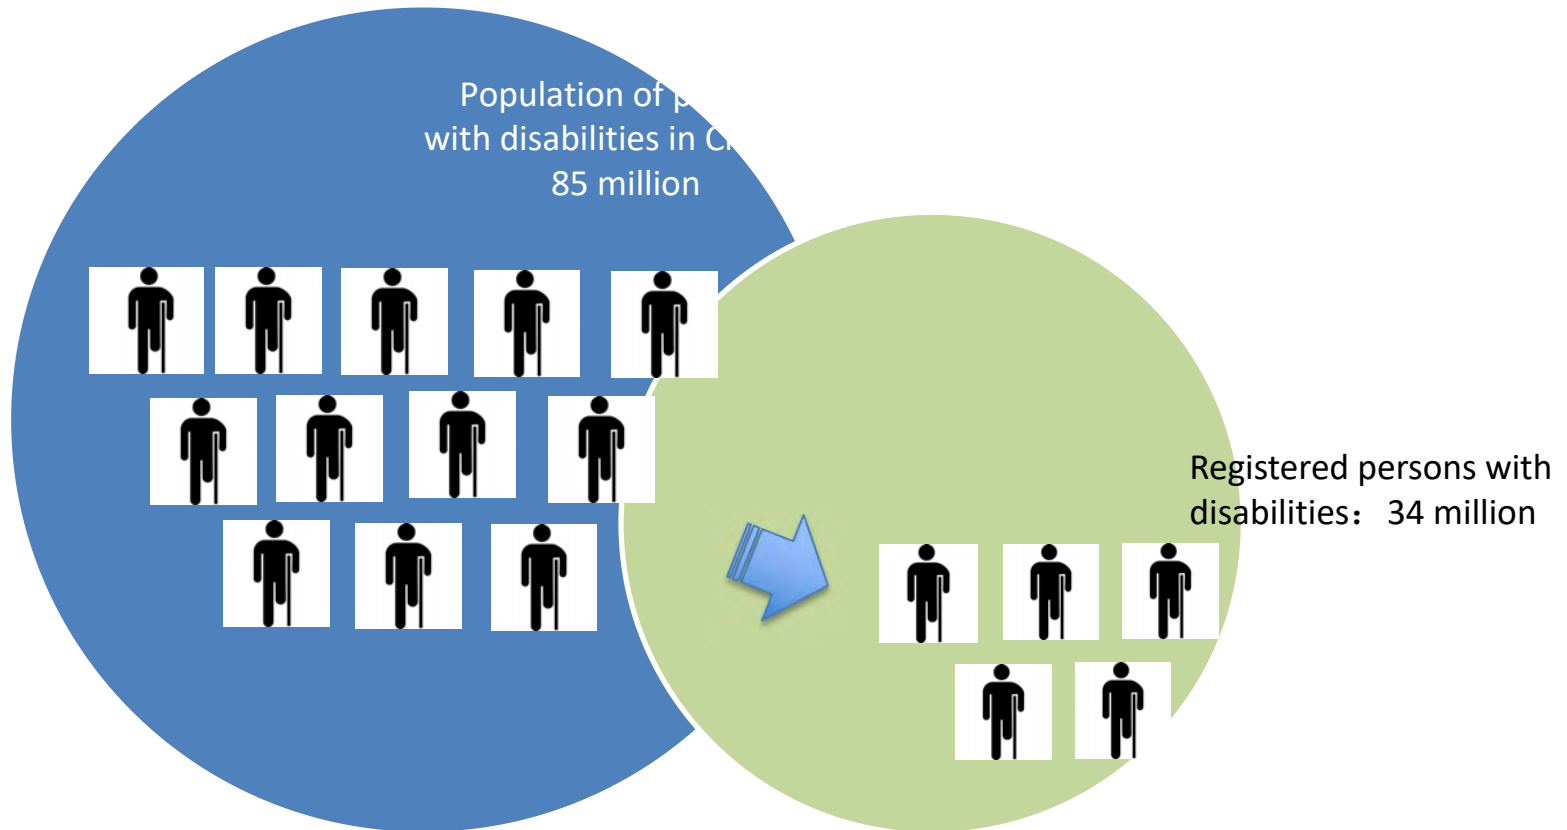 Population of
with disabilities in
85 million
Registered persons with
disabilities： 34 million